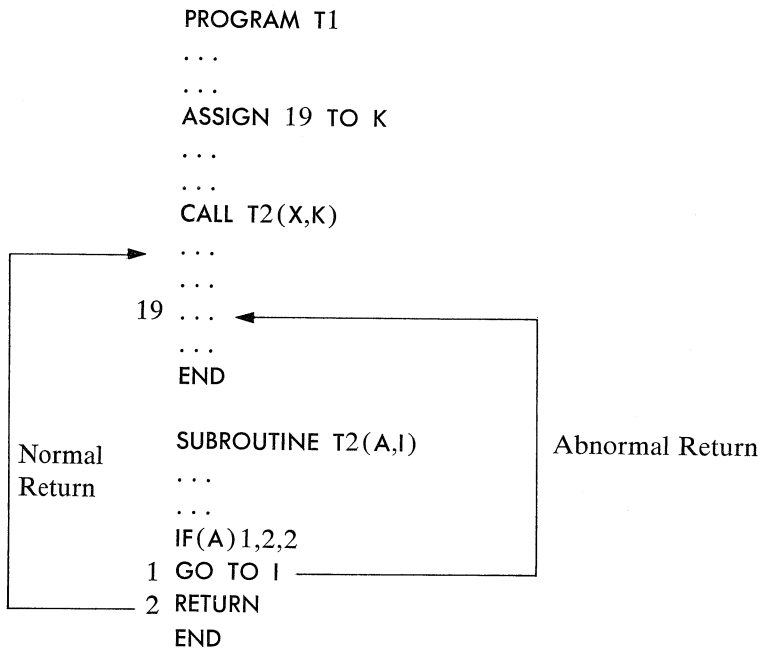 PROGRAM T1
...
...
ASSIGN 19 TO K
...
...
CALL T2(X,K)
...
...
19 ...
...
END
SUBROUTINE T2(A,I)
...
...
IF(A)1,2,2
1 GO TO I
2 RETURN
END
Normal
Return
Abnormal Return